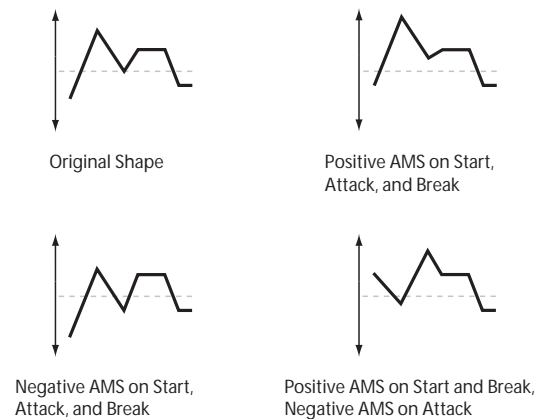 Original Shape
Positive AMS on Start,
Attack, and Break
Negative AMS on Start,
Attack, and Break
Positive AMS on Start and Break,
Negative AMS on Attack